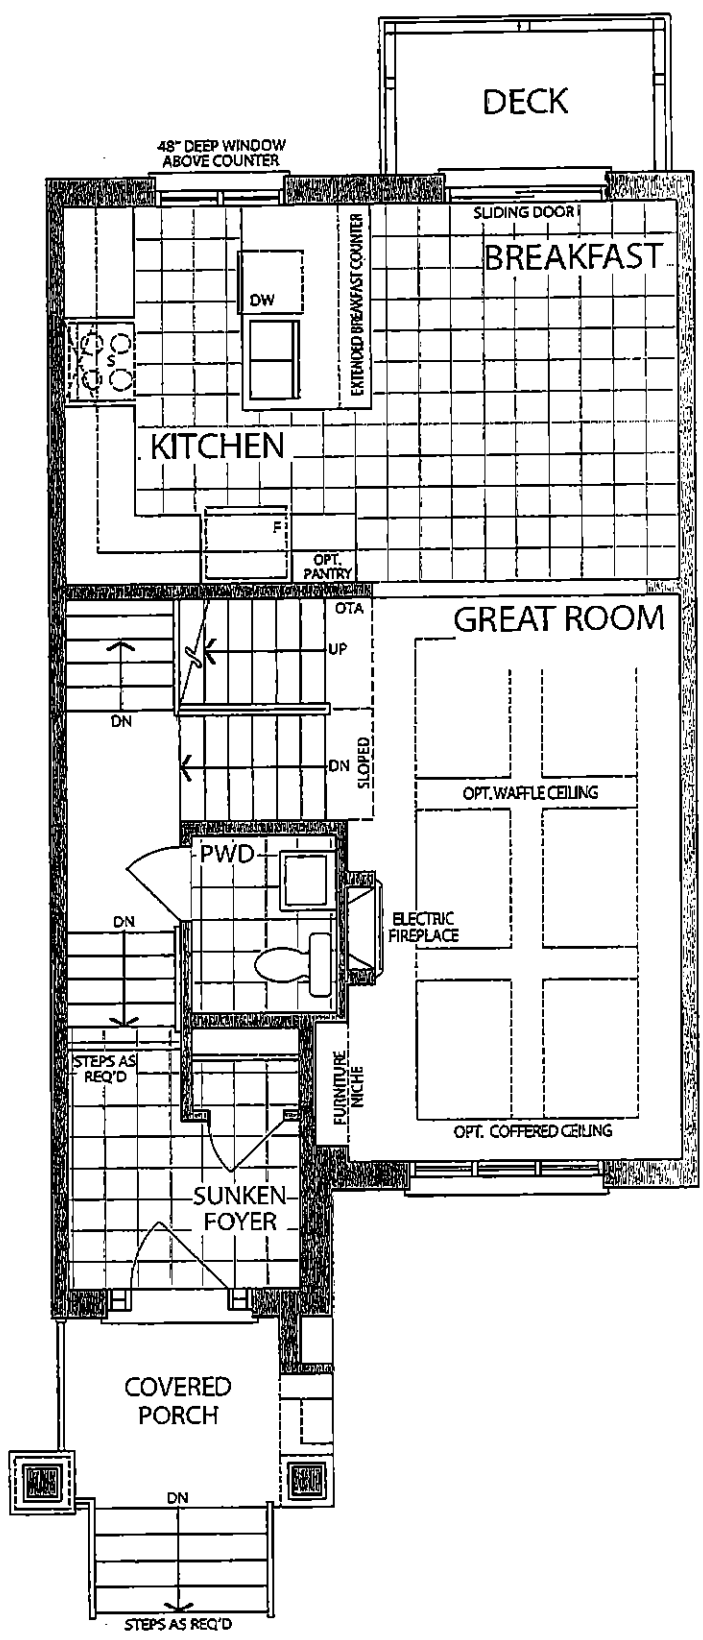 DECK
48" DEEP WINDOW
ABOVE COUNTER
SLIDING DOOR
BREAKFAST
EXTENDED BREAKFAST COUNTER
DW
S
KITCHEN
F
OPT.
PANTRY
OTA
GREAT ROOM
UP
DN
DN
SLOPED
OPT. WAFFLE CEILING
PWD
DN
ELECTRIC
FIREPLACE
STEPS AS
REQ'D
FURNITURE
NICHE
OPT. COFFERED CEILING
SUNKEN
FOYER
COVERED
PORCH
DN
STEPS AS REQ'D